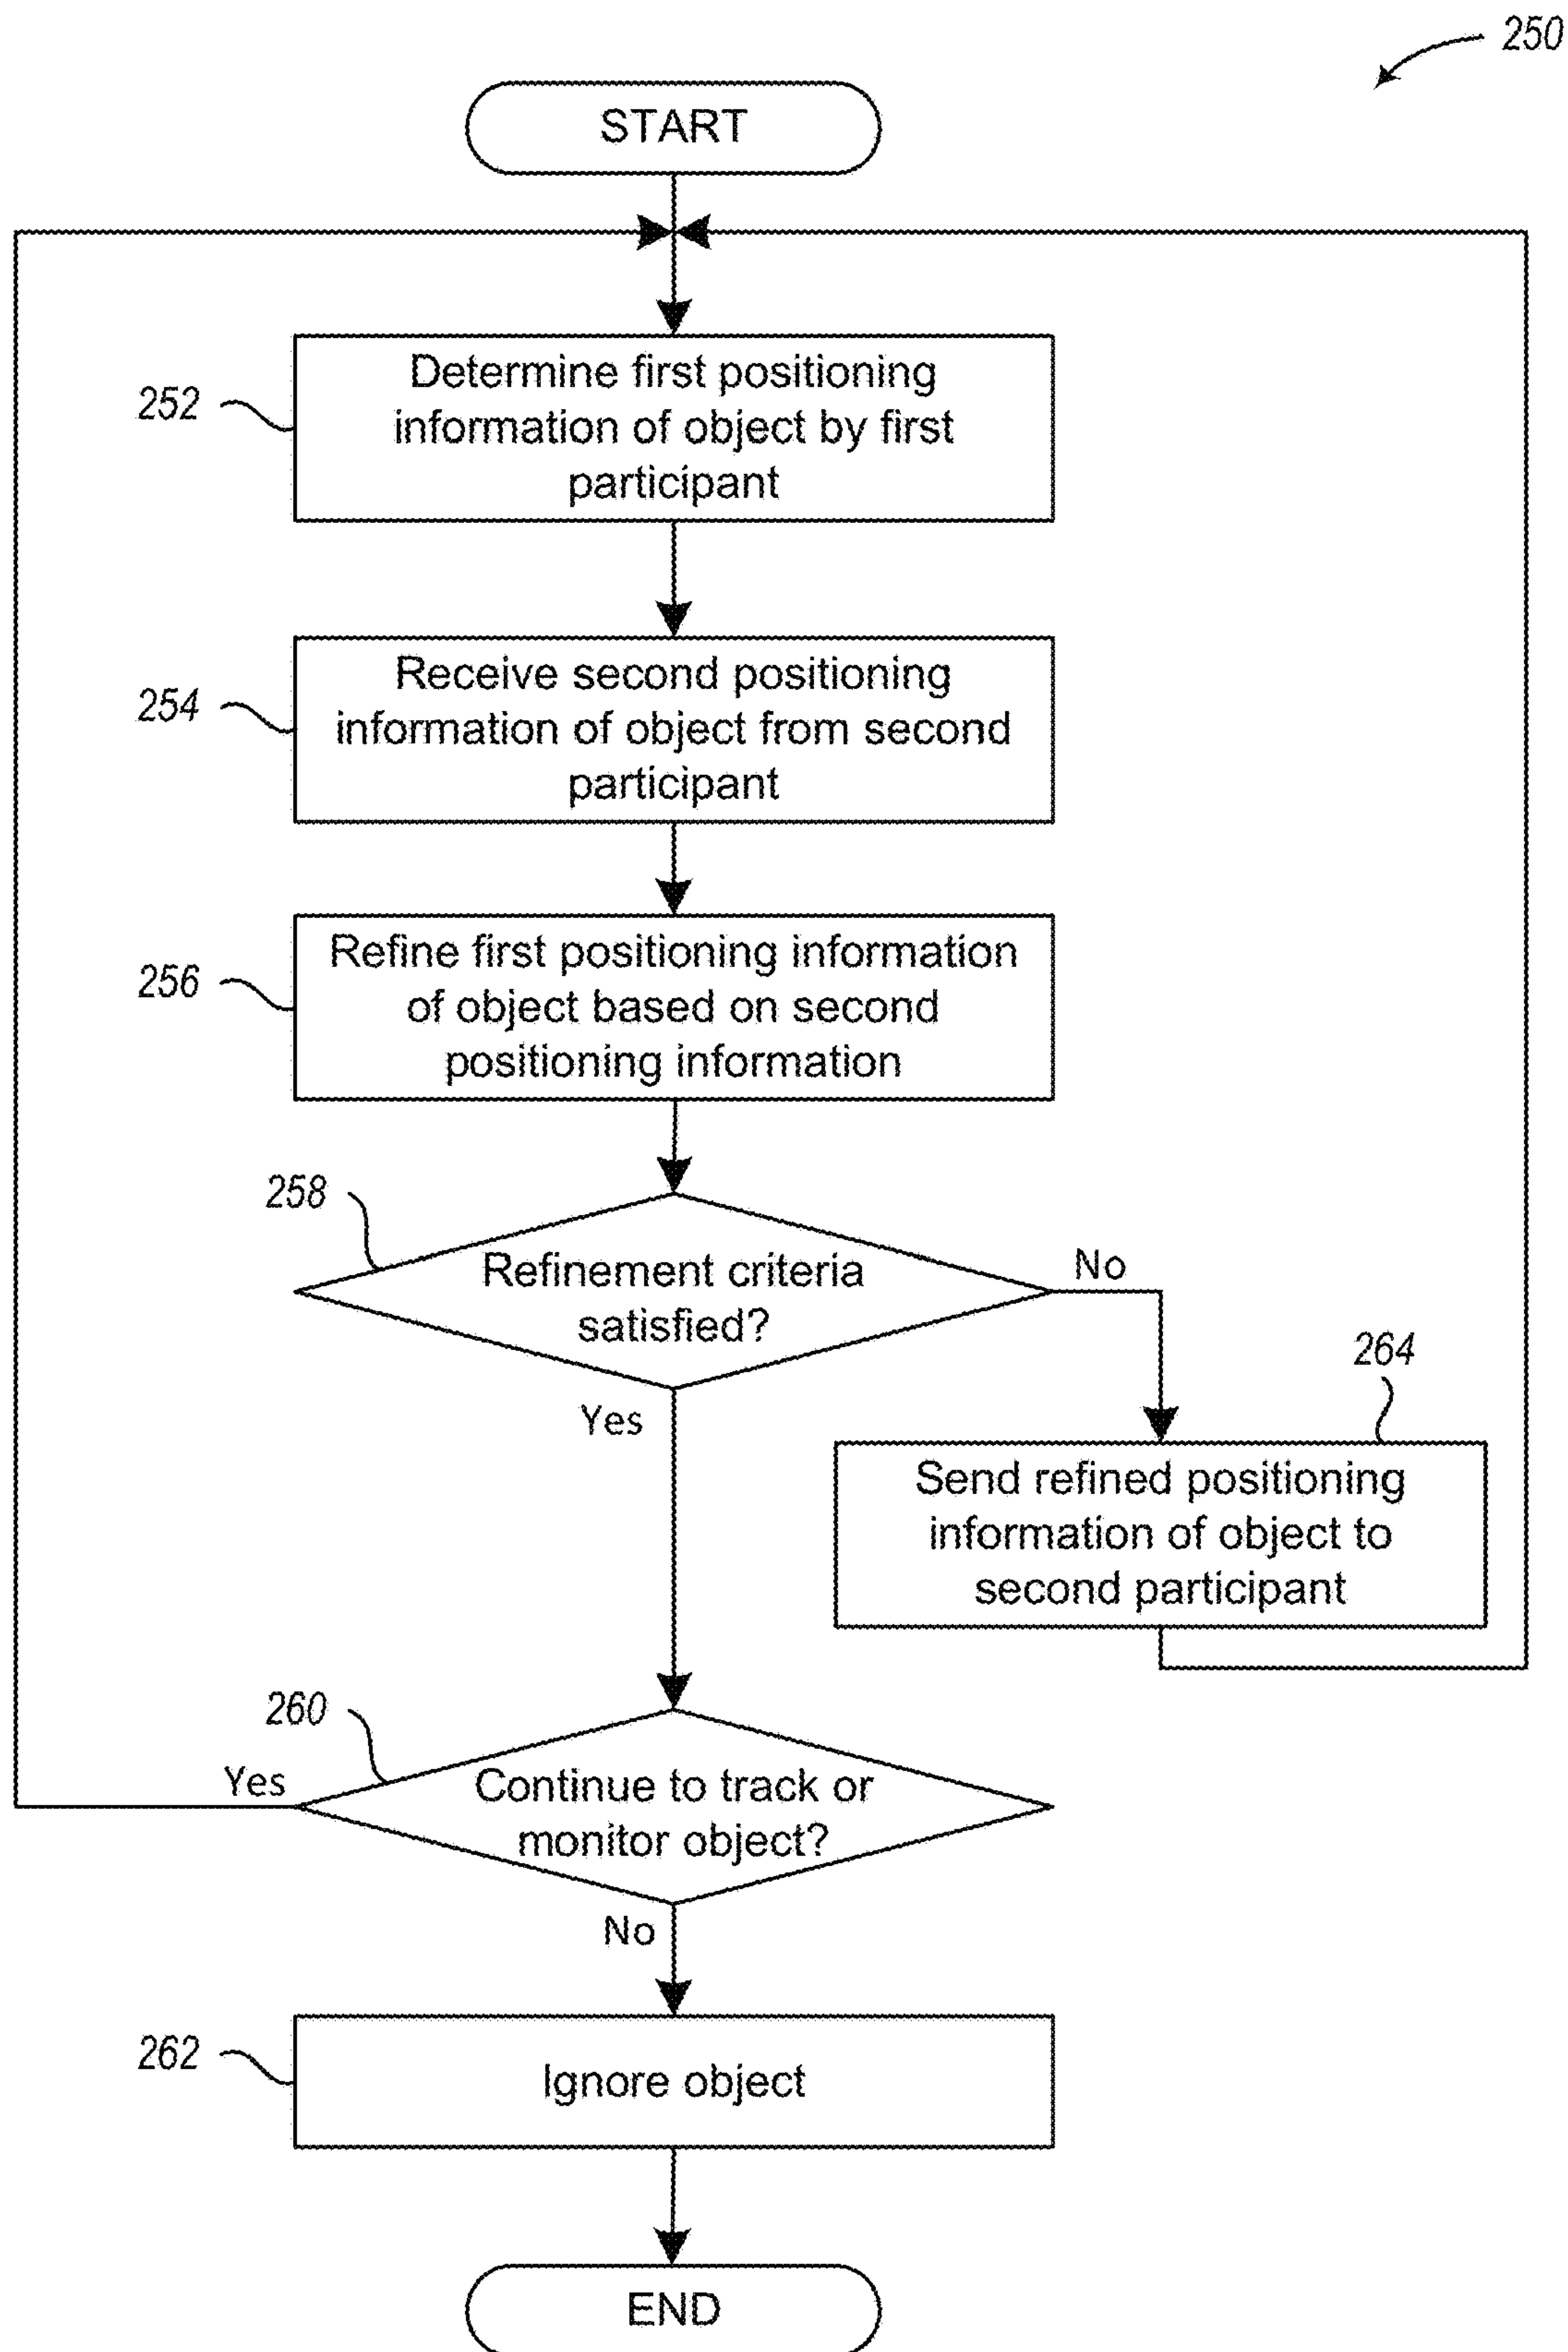 250
START
252
Determine first positioning
information of object by first
participant
254
Receive second positioning
information of object from second
participant
256
Refine first positioning information
of object based on second
positioning information
258
Refinement criteria
satisfied?
No
Yes
264
Send refined positioning
information of object to
second participant
260
Yes
Continue to track or
monitor object?
No
262
Ignore object
END